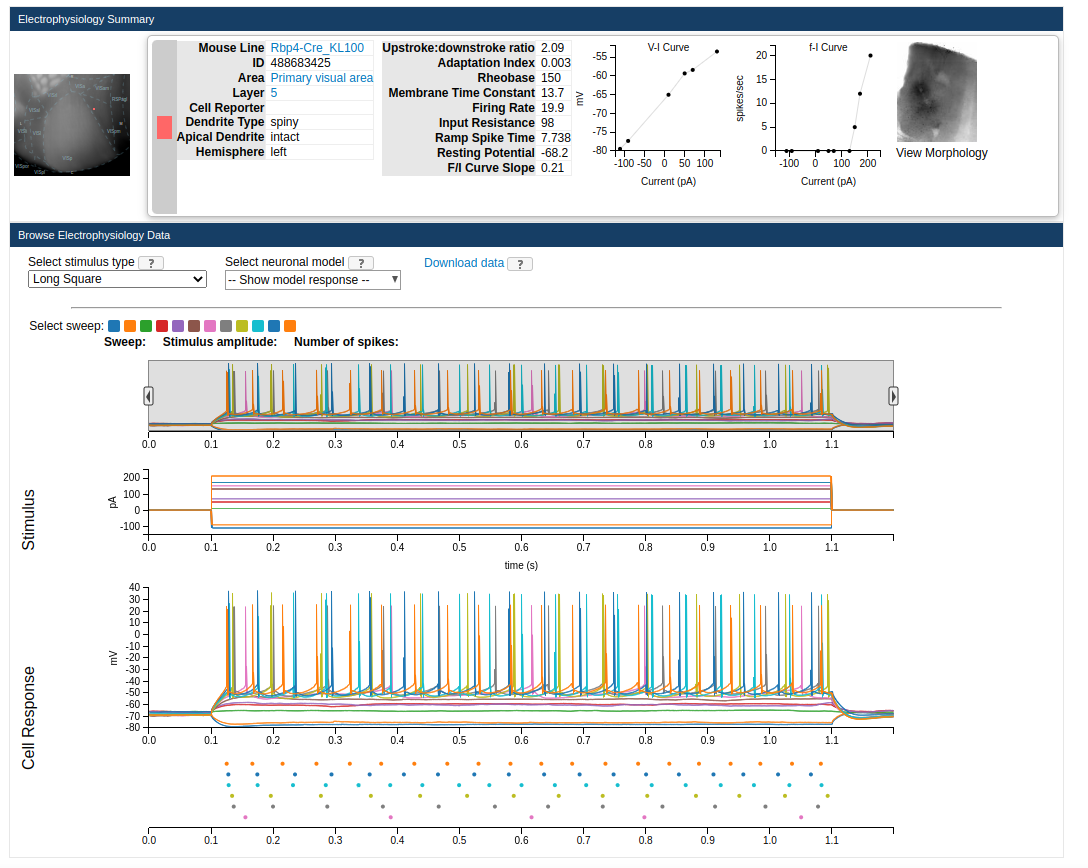 Electrophysiology Summary
Mouse Line Rbp4-Cre_KL100
ID 488683425
Area Primary visual area
Layer 5
Cell Reporter
Dendrite Type spiny
Apical Dendrite intact
Hemisphere left
Upstroke:downstroke ratio 2.09
Adaptation Index 0.003
Rheobase 150
Membrane Time Constant 13.7
Firing Rate 19.9
Input Resistance 98
Ramp Spike Time 7.738
Resting Potential -68.2
F/I Curve Slope 0.21
V-I Curve
-55
-60
-65
-70
-75
-80
mV
-100 -50 0 50 100
Current (pA)
f-I Curve
20
15
10
5
0
spikes/sec
-100 0 100 200
Current (pA)
View Morphology
Browse Electrophysiology Data
Select stimulus type ?
Long Square
Select neuronal model ?
-- Show model response --
Download data ?
Select sweep:
Sweep: Stimulus amplitude: Number of spikes:
0.0 0.1 0.2 0.3 0.4 0.5 0.6 0.7 0.8 0.9 1.0 1.1
Stimulus
pA
200
100
0
-100
0.0 0.1 0.2 0.3 0.4 0.5 0.6 0.7 0.8 0.9 1.0 1.1
time (s)
Cell Response
mV
40
30
20
10
0
-10
-20
-30
-40
-50
-60
-70
-80
0.0 0.1 0.2 0.3 0.4 0.5 0.6 0.7 0.8 0.9 1.0 1.1
0.0 0.1 0.2 0.3 0.4 0.5 0.6 0.7 0.8 0.9 1.0 1.1